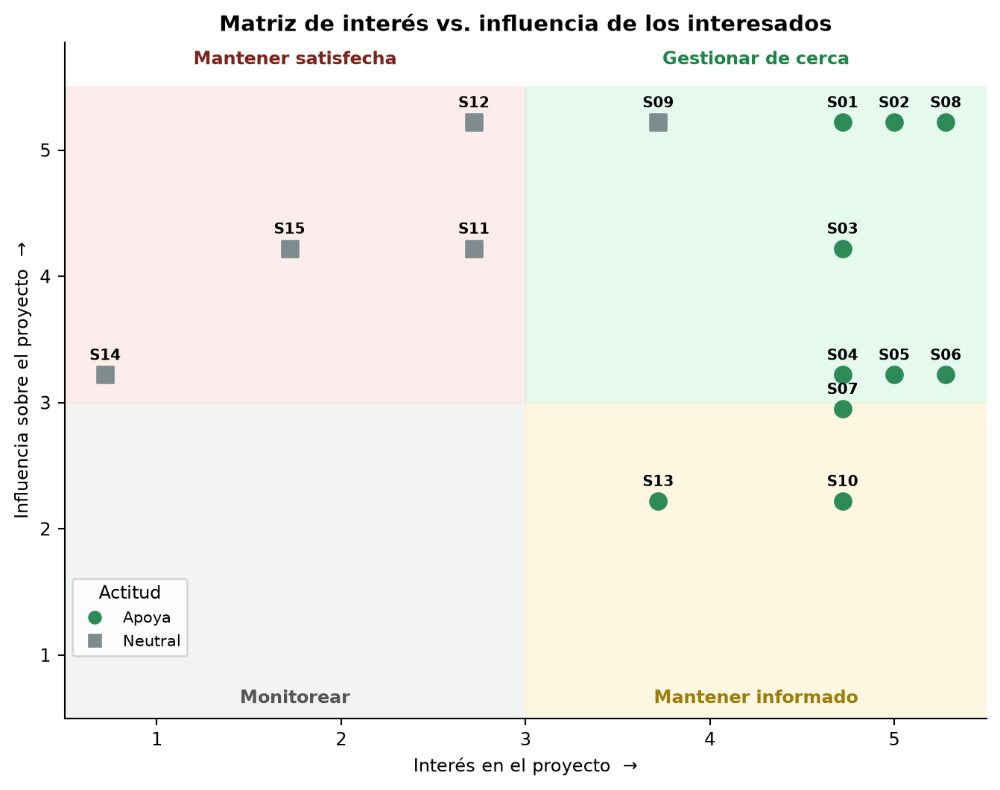 Matriz de interés vs. influencia de los interesados
Mantener satisfecha
Gestionar de cerca
S12
S09
S01
S02
S08
5
S15
S11
S03
4
S14
S04
S05
S06
S07
3
S13
S10
2
Actitud
Apoya
Neutral
1
Monitorear
Mantener informado
1
2
3
4
5
Interés en el proyecto →
Influencia sobre el proyecto →